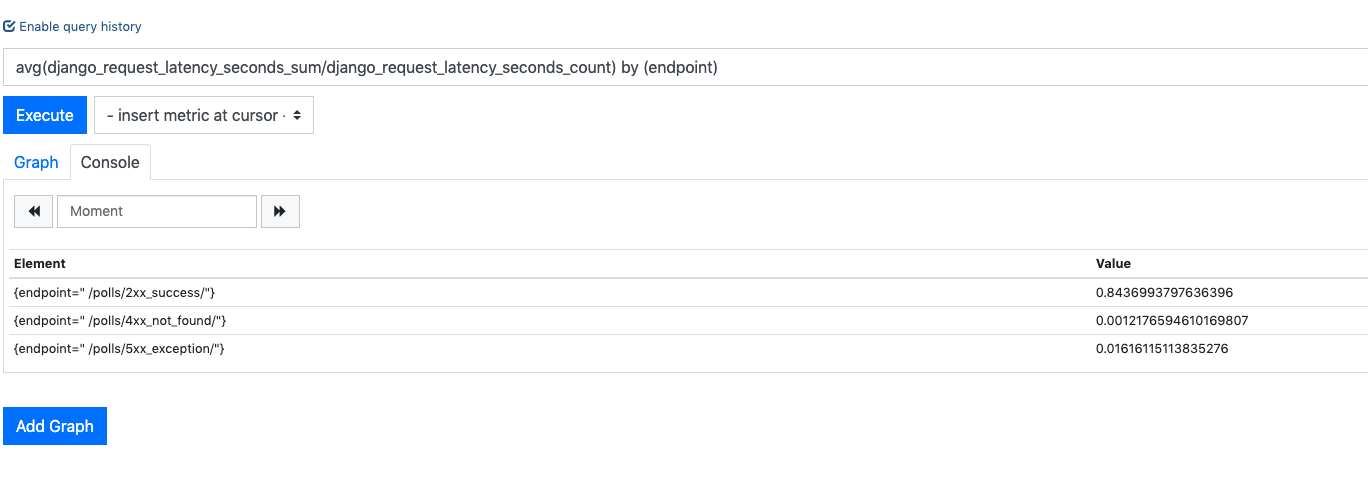 Enable query history
avg(django_request_latency_seconds_sum/django_request_latency_seconds_count) by (endpoint)
Execute - insert metric at cursor -
Graph Console
Moment
Element Value
{endpoint=" /polls/2xx_success/"} 0.8436993797636396
{endpoint=" /polls/4xx_not_found/"} 0.0012176594610169807
{endpoint=" /polls/5xx_exception/"} 0.01616115113835276
Add Graph